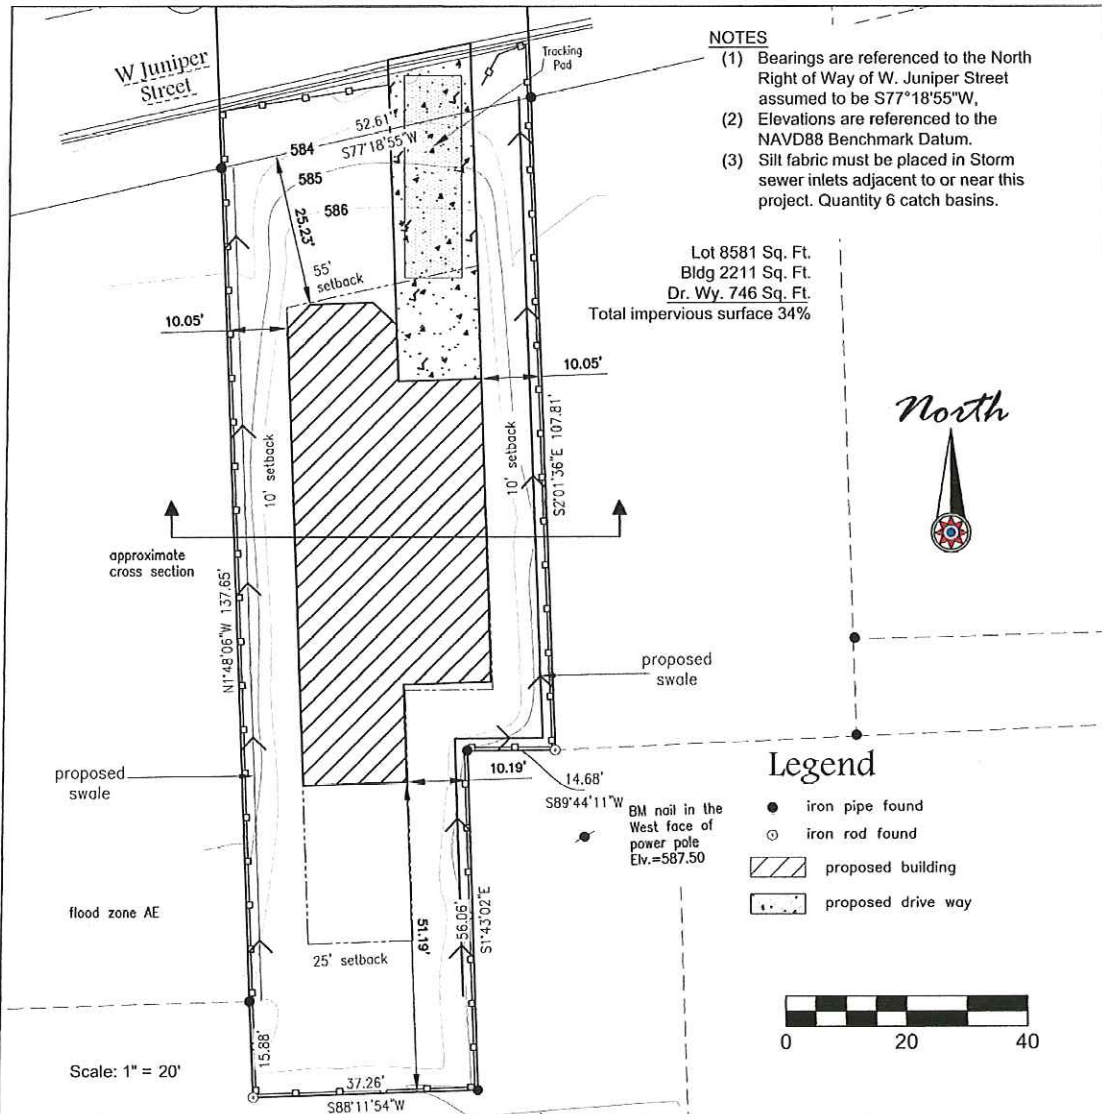 W Juniper
Street
Tracking
Pad
52.61'
S77°18'55"W
584
585
586
25.23'
55'
setback
10.05'
10.05'
10' setback
10' setback
S2°01'36"E 107.81'
approximate
cross section
N1°48'06"W 137.65'
proposed
swale
proposed
swale
10.19'
14.68'
S89°44'11"W
BM nail in the
West face of
power pole
Elv.=587.50
flood zone AE
25' setback
51.19'
56.06'
S1°43'02"E
15.88'
37.26'
S88°11'54"W
Scale: 1" = 20'
NOTES
(1) Bearings are referenced to the North
Right of Way of W. Juniper Street
assumed to be S77°18'55"W,
(2) Elevations are referenced to the
NAVD88 Benchmark Datum.
(3) Silt fabric must be placed in Storm
sewer inlets adjacent to or near this
project. Quantity 6 catch basins.
Lot 8581 Sq. Ft.
Bldg 2211 Sq. Ft.
Dr. Wy. 746 Sq. Ft.
Total impervious surface 34%
North
Legend
iron pipe found
iron rod found
proposed building
proposed drive way
0 20 40